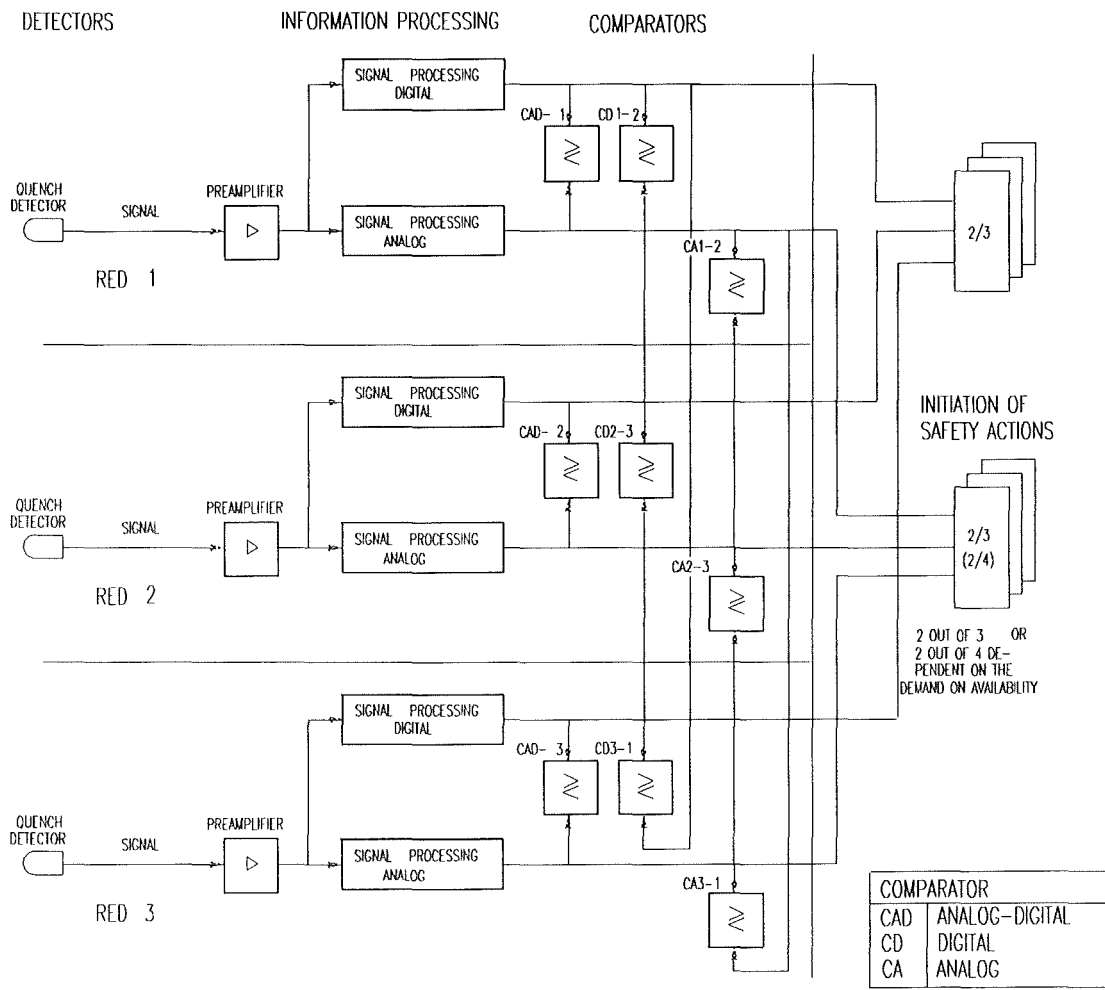 DETECTORS
INFORMATION PROCESSING
COMPARATORS
SIGNAL PROCESSING
DIGITAL
CAD- 1
CD1-2
QUENCH
DETECTOR
SIGNAL
PREAMPLIFIER
SIGNAL PROCESSING
ANALOG
RED 1
CA1-2
2/3
SIGNAL PROCESSING
DIGITAL
CAD- 2
CD2-3
QUENCH
DETECTOR
SIGNAL
PREAMPLIFIER
SIGNAL PROCESSING
ANALOG
RED 2
CA2-3
INITIATION OF
SAFETY ACTIONS
2/3
(2/4)
2 OUT OF 3 OR
2 OUT OF 4 DE-
PENDENT ON THE
DEMAND ON AVAILABILITY
SIGNAL PROCESSING
DIGITAL
CAD- 3
CD3-1
QUENCH
DETECTOR
SIGNAL
PREAMPLIFIER
SIGNAL PROCESSING
ANALOG
RED 3
CA3-1
COMPARATOR
CAD ANALOG-DIGITAL
CD DIGITAL
CA ANALOG